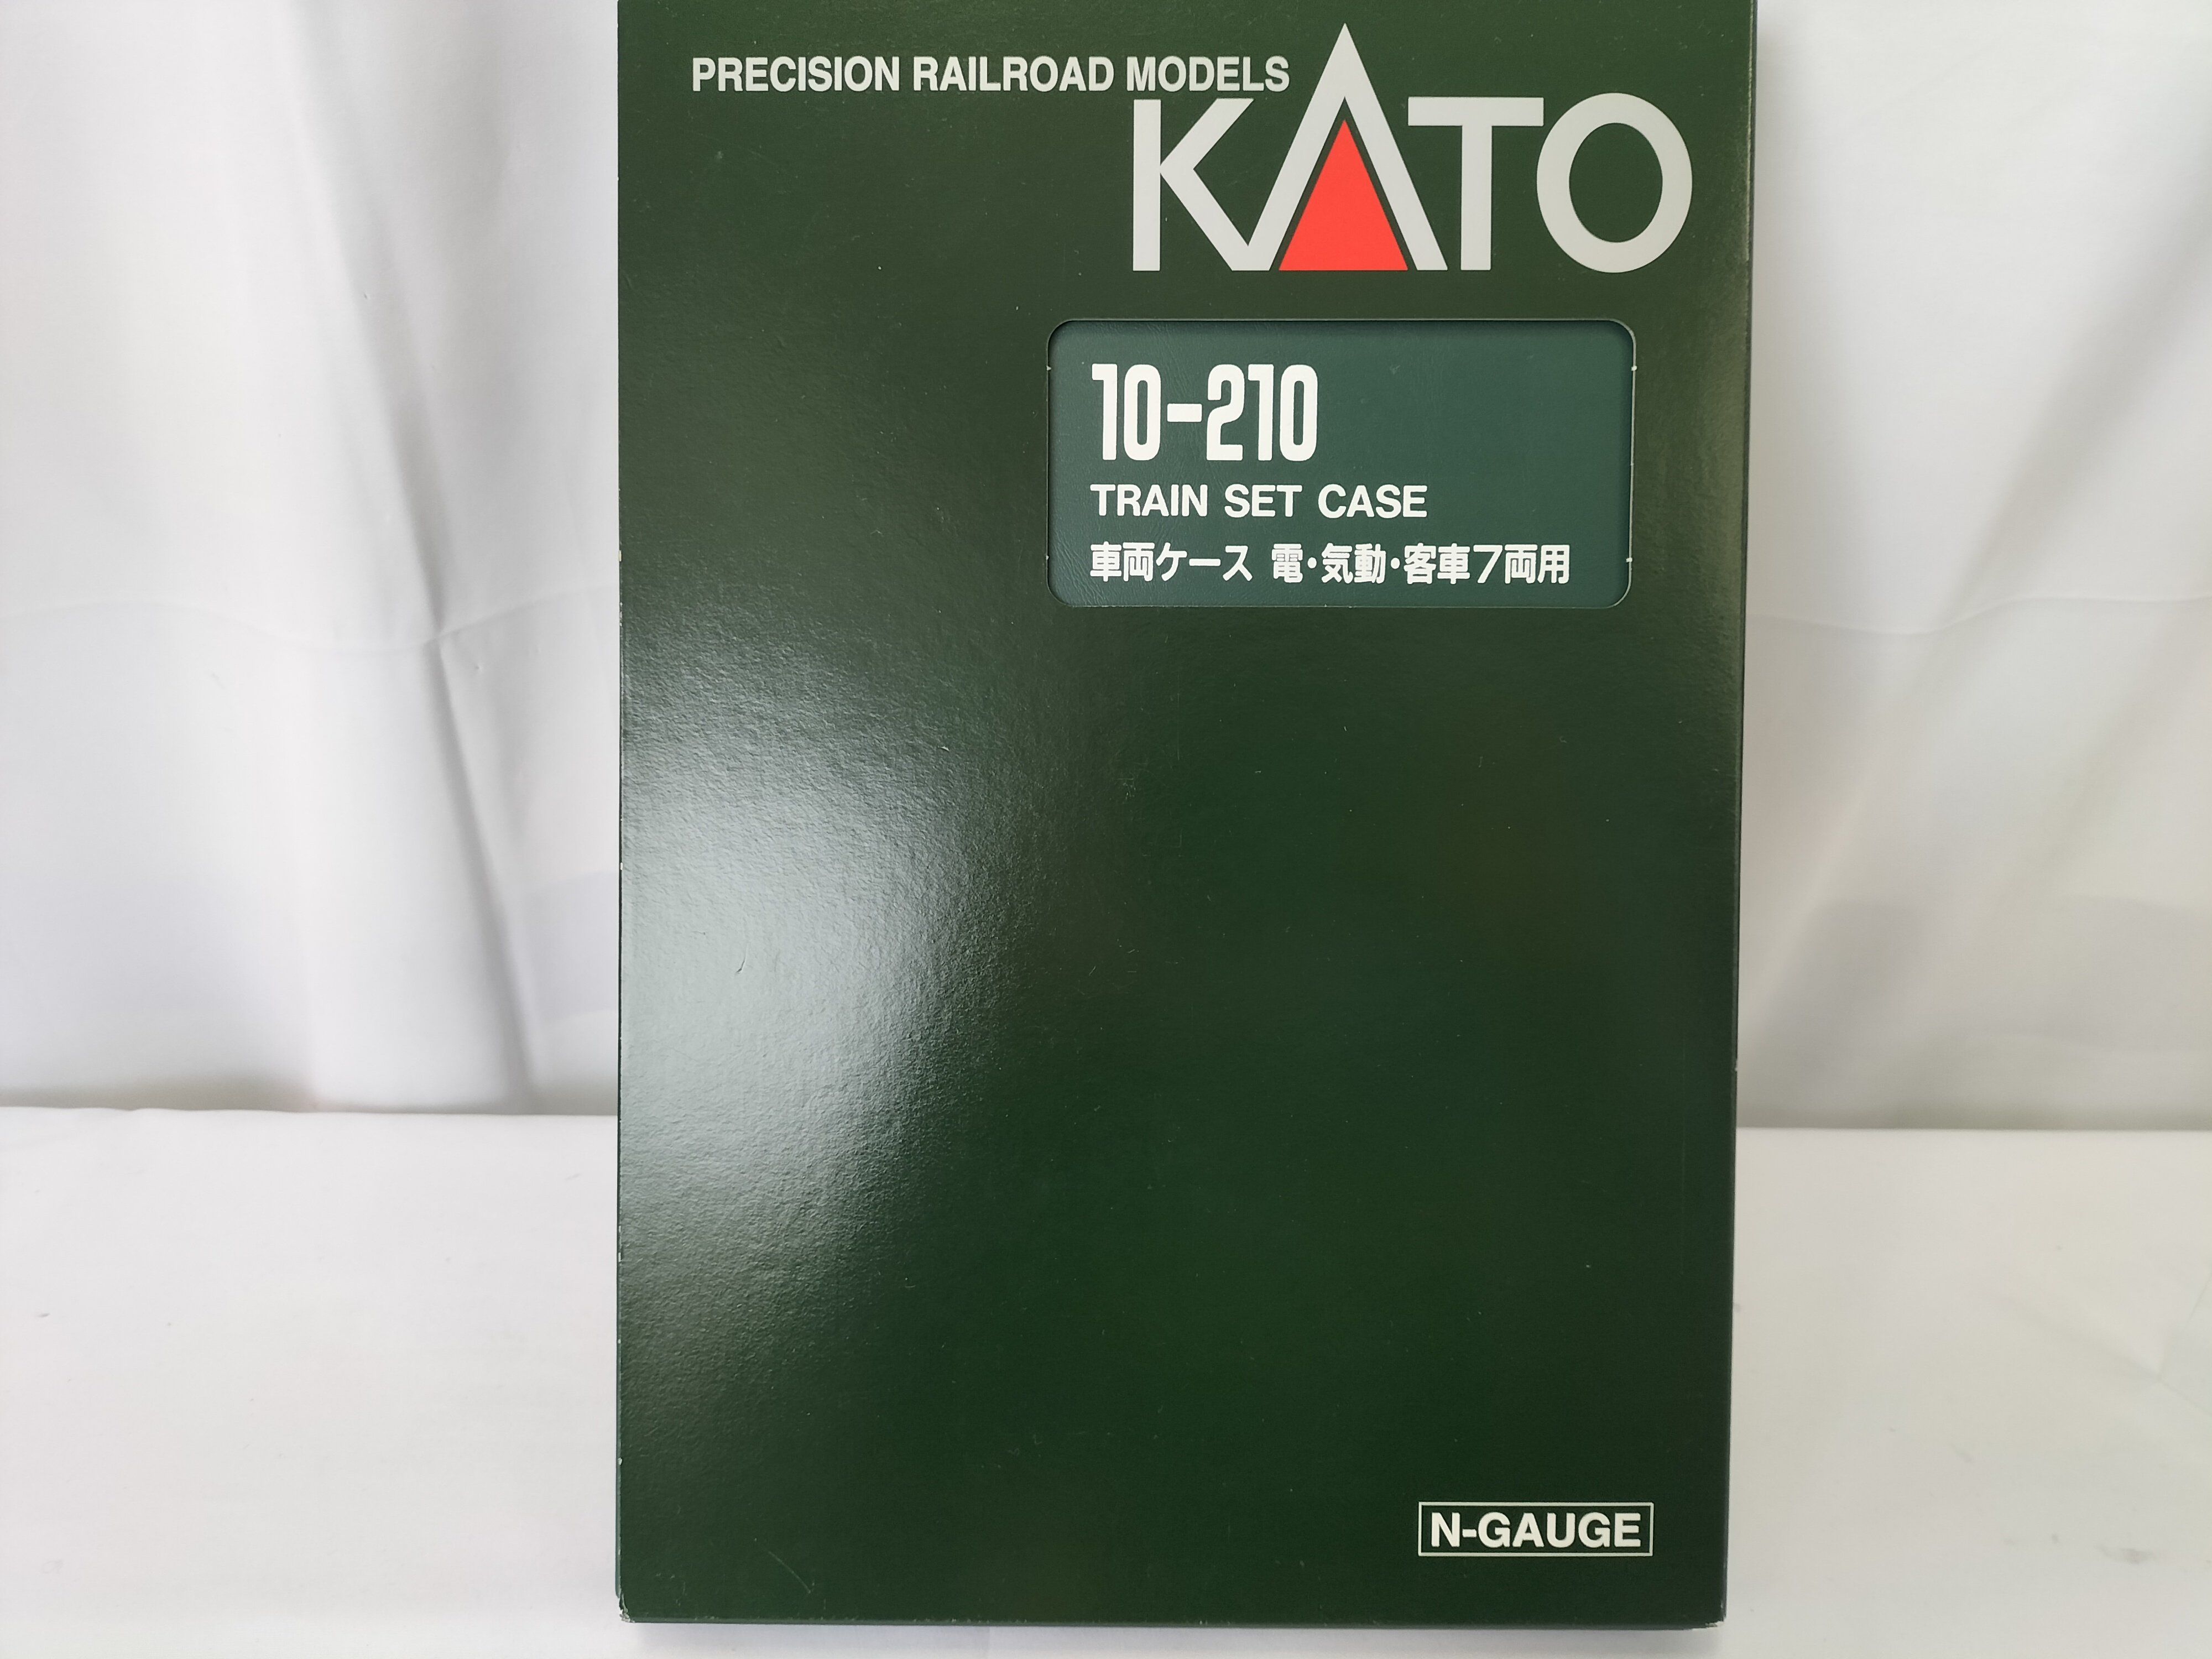 PRECISION RAILROAD MODELS
KATO
10-210
TRAIN SET CASE
車両ケース 電・気動・客車7両用
N-GAUGE